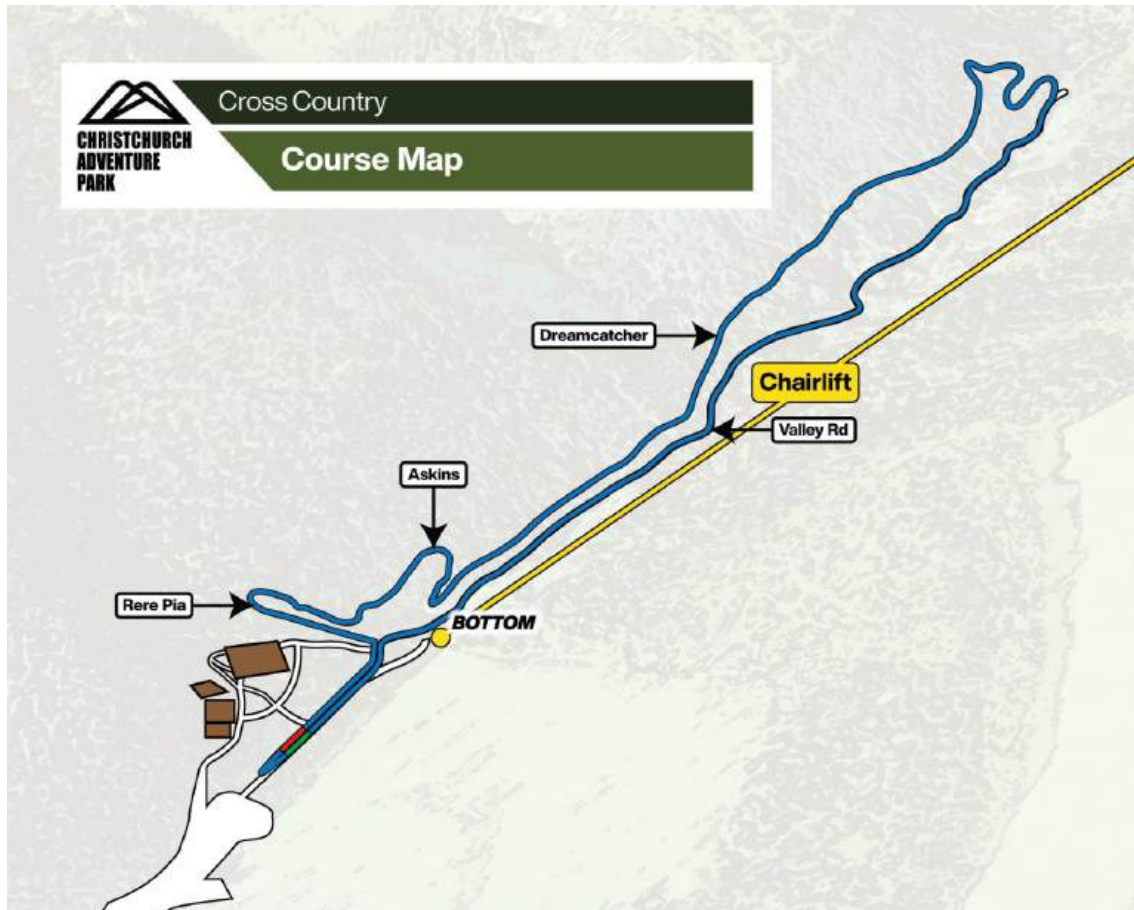 CHRISTCHURCH
ADVENTURE
PARK
Cross Country
Course Map
Dreamcatcher
Chairlift
Valley Rd
Askins
Rere Pia
BOTTOM